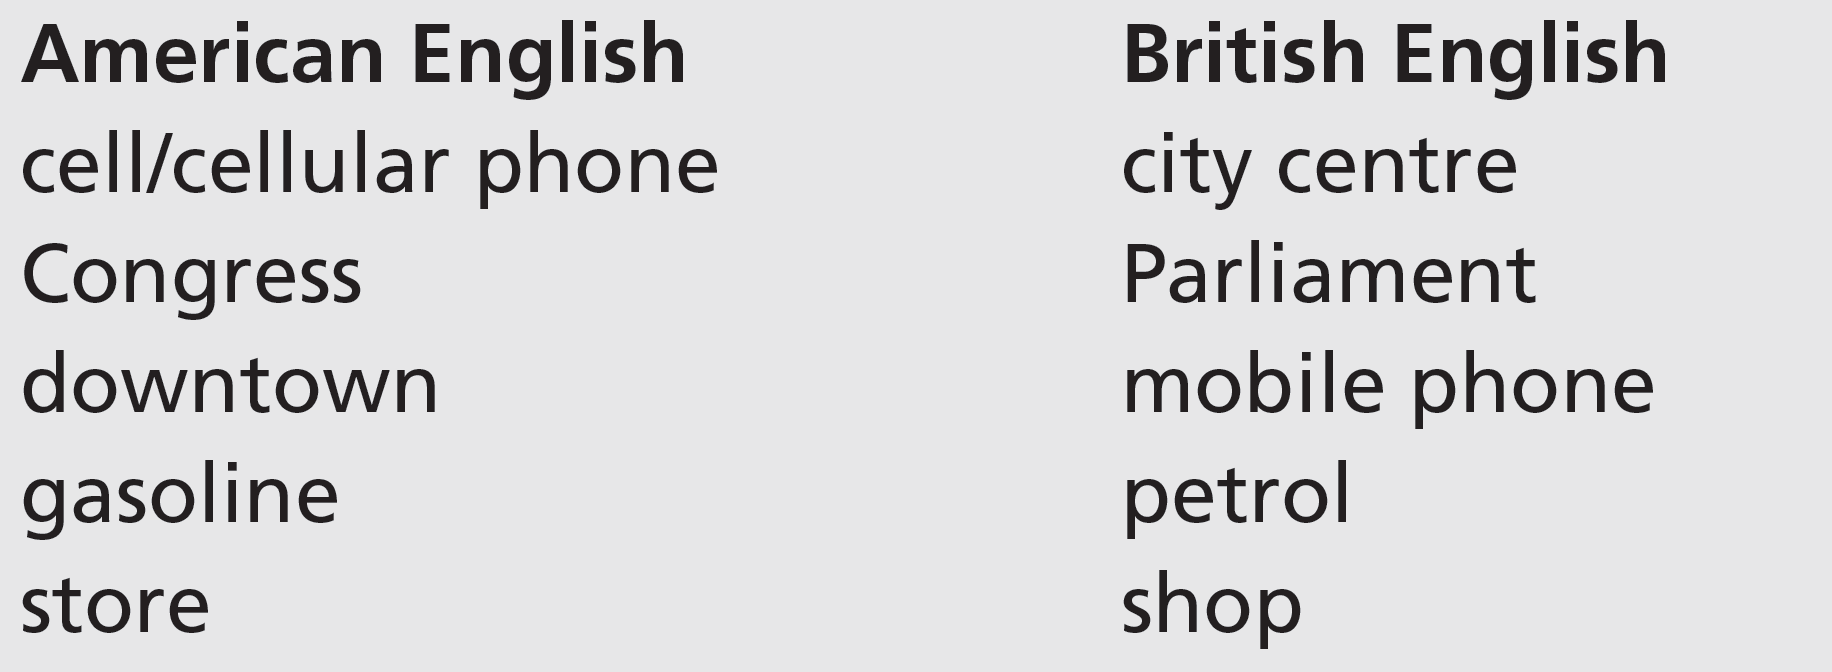 American English British English
cell/cellular phone city centre
Congress Parliament
downtown mobile phone
gasoline petrol
store shop